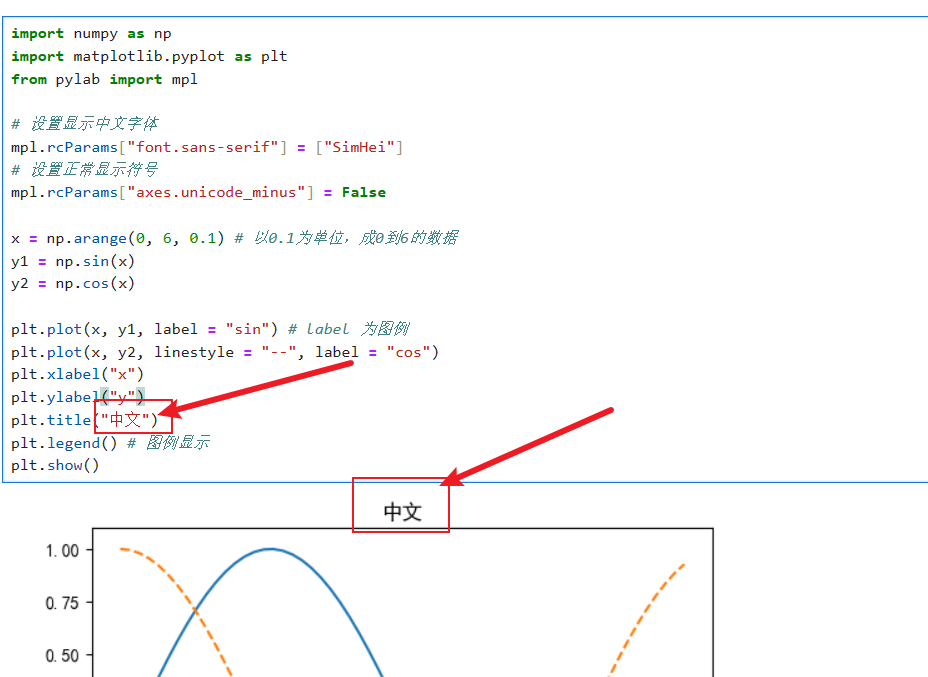 import numpy as np
import matplotlib.pyplot as plt
from pylab import mpl
# 设置显示中文字体
mpl.rcParams["font.sans-serif"] = ["SimHei"]
# 设置正常显示符号
mpl.rcParams["axes.unicode_minus"] = False
x = np.arange(0, 6, 0.1) # 以0.1为单位，成0到6的数据
y1 = np.sin(x)
y2 = np.cos(x)
plt.plot(x, y1, label = "sin") # label 为图例
plt.plot(x, y2, linestyle = "--", label = "cos")
plt.xlabel("x")
plt.ylabel("y")
plt.title("中文")
plt.legend() # 图例显示
plt.show()
中文
1.00
0.75
0.50